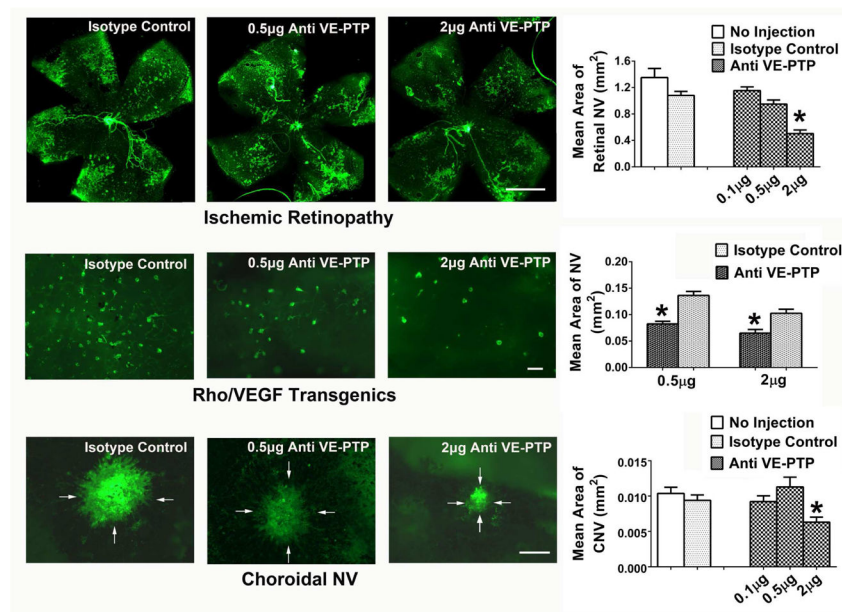 Isotype Control
0.5µg Anti VE-PTP
2µg Anti VE-PTP
Ischemic Retinopathy
No Injection
Isotype Control
Anti VE-PTP
Mean Area of
Retinal NV (mm²)
1.6
1.2
0.8
0.4
0.0
*
0.1µg
0.5µg
2µg
Isotype Control
0.5µg Anti VE-PTP
2µg Anti VE-PTP
Rho/VEGF Transgenics
Isotype Control
Anti VE-PTP
Mean Area of NV
(mm²)
0.20
0.15
0.10
0.05
0.00
*
*
0.5µg
2µg
Isotype Control
0.5µg Anti VE-PTP
2µg Anti VE-PTP
Choroidal NV
No Injection
Isotype Control
Anti VE-PTP
Mean Area of
CNV (mm²)
0.015
0.010
0.005
0.000
*
0.1µg
0.5µg
2µg